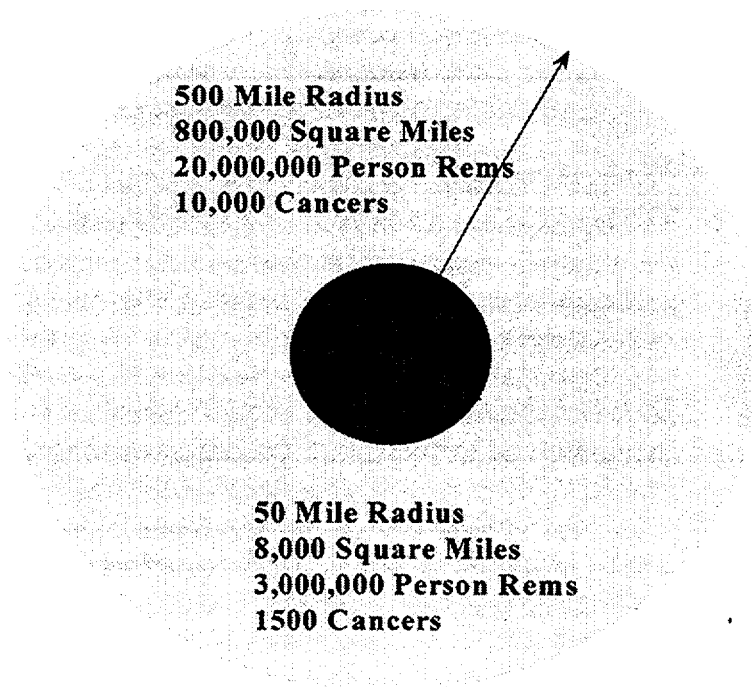 500 Mile Radius
800,000 Square Miles
20,000,000 Person Rems
10,000 Cancers
50 Mile Radius
8,000 Square Miles
3,000,000 Person Rems
1500 Cancers